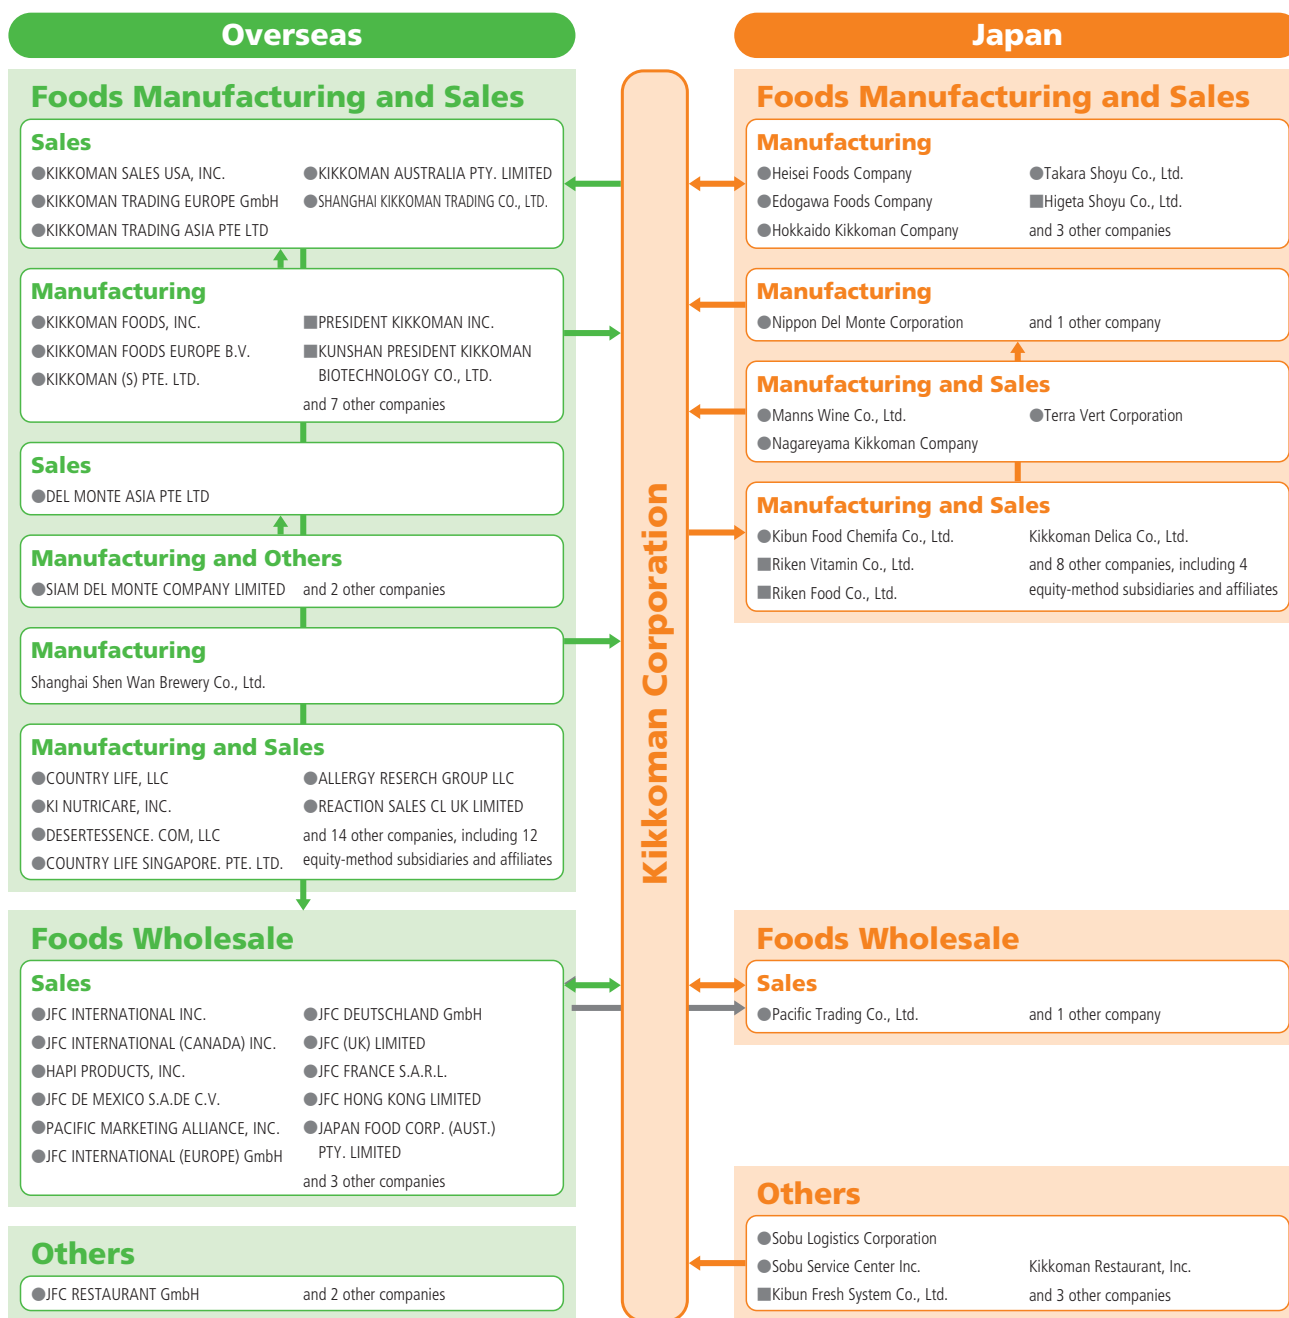 Overseas
Foods Manufacturing and Sales
Sales
●KIKKOMAN SALES USA, INC.
●KIKKOMAN TRADING EUROPE GmbH
●KIKKOMAN TRADING ASIA PTE LTD
●KIKKOMAN AUSTRALIA PTY. LIMITED
●SHANGHAI KIKKOMAN TRADING CO., LTD.
Manufacturing
●KIKKOMAN FOODS, INC.
●KIKKOMAN FOODS EUROPE B.V.
●KIKKOMAN (S) PTE. LTD.
■PRESIDENT KIKKOMAN INC.
■KUNSHAN PRESIDENT KIKKOMAN
BIOTECHNOLOGY CO., LTD.
and 7 other companies
Sales
●DEL MONTE ASIA PTE LTD
Manufacturing and Others
●SIAM DEL MONTE COMPANY LIMITED
and 2 other companies
Manufacturing
Shanghai Shen Wan Brewery Co., Ltd.
Manufacturing and Sales
●COUNTRY LIFE, LLC
●KI NUTRICARE, INC.
●DESERTESSENCE. COM, LLC
●COUNTRY LIFE SINGAPORE. PTE. LTD.
●ALLERGY RESERCH GROUP LLC
●REACTION SALES CL UK LIMITED
and 14 other companies, including 12
equity-method subsidiaries and affiliates
Foods Wholesale
Sales
●JFC INTERNATIONAL INC.
●JFC INTERNATIONAL (CANADA) INC.
●HAPI PRODUCTS, INC.
●JFC DE MEXICO S.A.DE C.V.
●PACIFIC MARKETING ALLIANCE, INC.
●JFC INTERNATIONAL (EUROPE) GmbH
●JFC DEUTSCHLAND GmbH
●JFC (UK) LIMITED
●JFC FRANCE S.A.R.L.
●JFC HONG KONG LIMITED
●JAPAN FOOD CORP. (AUST.)
PTY. LIMITED
and 3 other companies
Others
●JFC RESTAURANT GmbH
and 2 other companies
Kikkoman Corporation
Japan
Foods Manufacturing and Sales
Manufacturing
●Heisei Foods Company
●Edogawa Foods Company
●Hokkaido Kikkoman Company
●Takara Shoyu Co., Ltd.
■Higeta Shoyu Co., Ltd.
and 3 other companies
Manufacturing
●Nippon Del Monte Corporation
and 1 other company
Manufacturing and Sales
●Manns Wine Co., Ltd.
●Nagareyama Kikkoman Company
●Terra Vert Corporation
Manufacturing and Sales
●Kibun Food Chemifa Co., Ltd.
■Riken Vitamin Co., Ltd.
■Riken Food Co., Ltd.
Kikkoman Delica Co., Ltd.
and 8 other companies, including 4
equity-method subsidiaries and affiliates
Foods Wholesale
Sales
●Pacific Trading Co., Ltd.
and 1 other company
Others
●Sobu Logistics Corporation
●Sobu Service Center Inc.
■Kibun Fresh System Co., Ltd.
Kikkoman Restaurant, Inc.
and 3 other companies